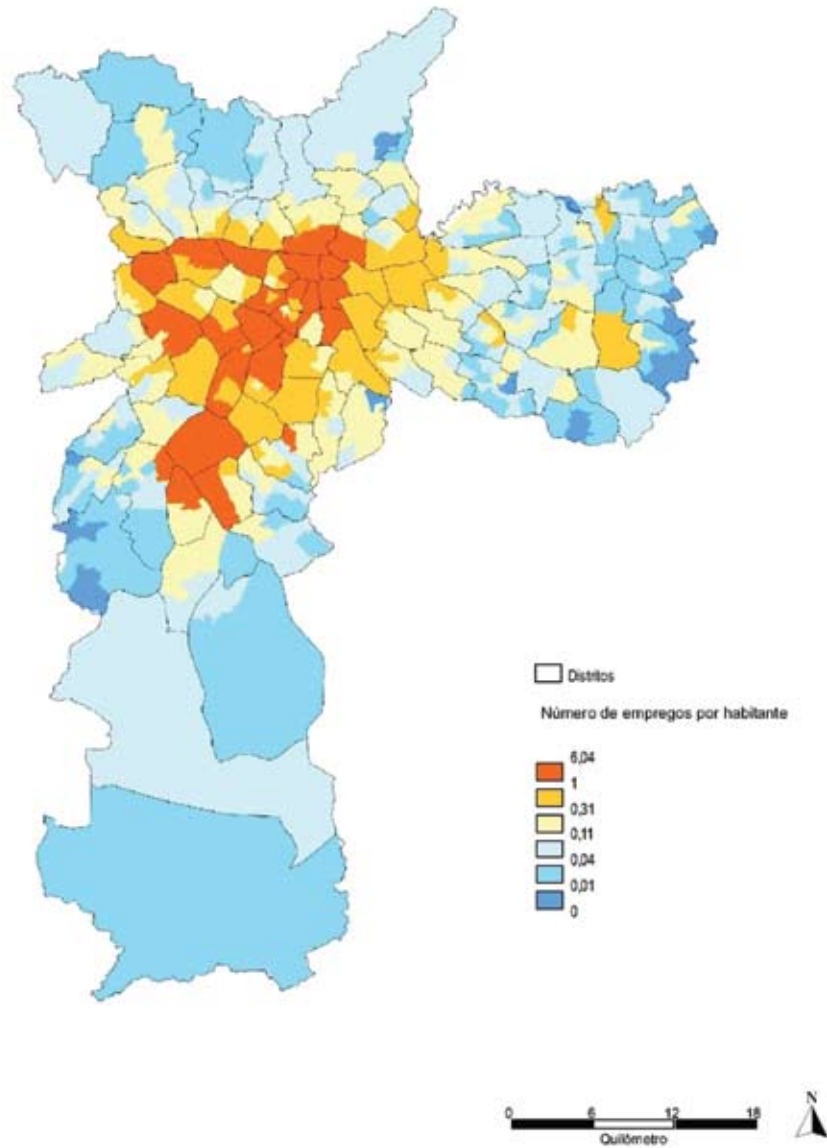 Distritos
Número de empregos por habitante
6,04
1
0,31
0,11
0,04
0,01
0
0 6 12 18
Quilômetro
N